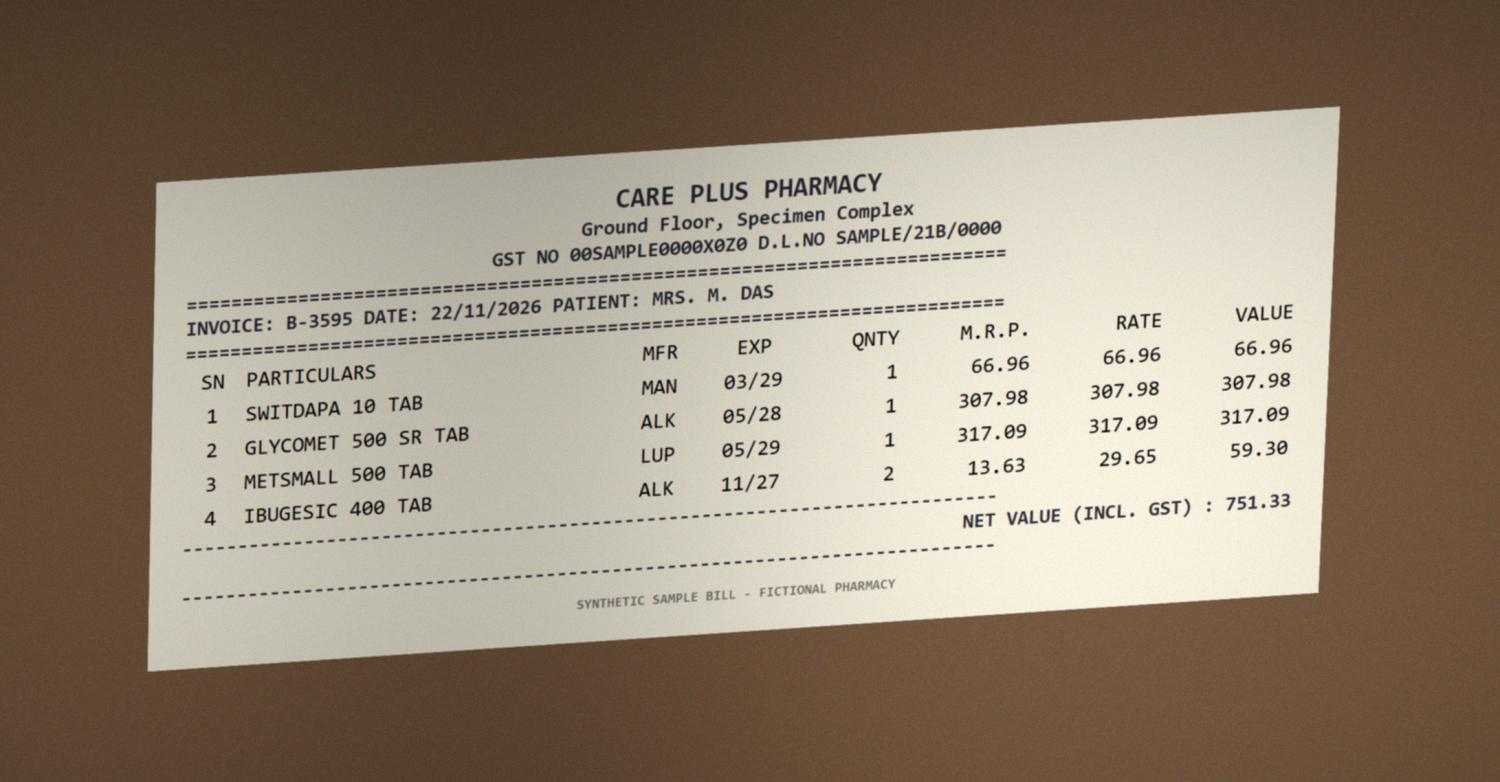 CARE PLUS PHARMACY
Ground Floor, Specimen Complex
GST NO 00SAMPLE0000X0Z0 D.L.NO SAMPLE/21B/0000
INVOICE: B-3595 DATE: 22/11/2026 PATIENT: MRS. M. DAS
SN PARTICULARS MFR EXP QNTY M.R.P. RATE VALUE
1 SWITDAPA 10 TAB MAN 03/29 1 66.96 66.96 66.96
2 GLYCOMET 500 SR TAB ALK 05/28 1 307.98 307.98 307.98
3 METSMALL 500 TAB LUP 05/29 1 317.09 317.09 317.09
4 IBUGESIC 400 TAB ALK 11/27 2 13.63 29.65 59.30
NET VALUE (INCL. GST) : 751.33
SYNTHETIC SAMPLE BILL - FICTIONAL PHARMACY